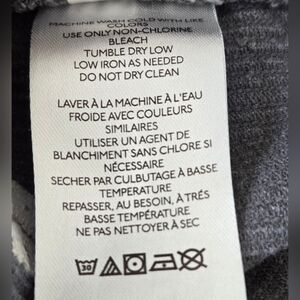 MACHINE WASH COLD WITH LIKE
COLORS
USE ONLY NON-CHLORINE
BLEACH
TUMBLE DRY LOW
LOW IRON AS NEEDED
DO NOT DRY CLEAN
LAVER À LA MACHINE À L'EAU
FROIDE AVEC COULEURS
SIMILAIRES
UTILISER UN AGENT DE
BLANCHIMENT SANS CHLORE SI
NÉCESSAIRE
SECHER PAR CULBUTAGE À BASSE
TEMPERATURE
REPASSER, AU BESOIN, À TRÉS
BASSE TEMPÉRATURE
NE PAS NETTOYER À SEC
30